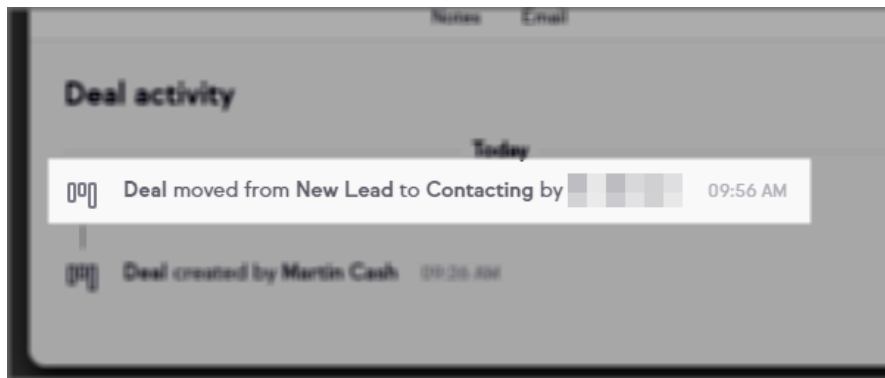 Notes Email
Deal activity
Today
Deal moved from New Lead to Contacting by 09:56 AM
Deal created by Martin Cash 09:26 AM